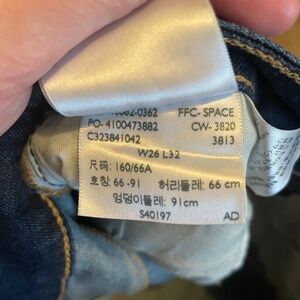 FFC- SPACE
PO- 4100473882 CW- 3820
C323841042 3813
W26 L32
尺码: 160/66A
호칭: 66 -91 허리둘레: 66 cm
엉덩이둘레: 91cm
S40197 AD